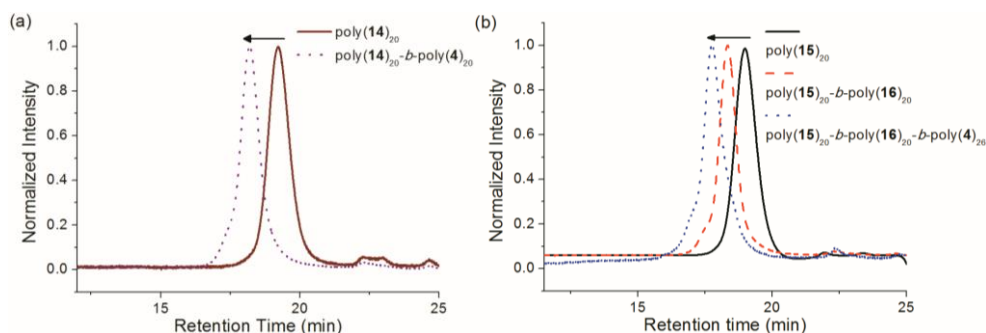 (a)
poly(14)₂₀
poly(14)₂₀-b-poly(4)₂₀
Normalized Intensity
1.0
0.8
0.6
0.4
0.2
0.0
15
20
25
Retention Time (min)
(b)
poly(15)₂₀
poly(15)₂₀-b-poly(16)₂₀
poly(15)₂₀-b-poly(16)₂₀-b-poly(4)₂₆
Normalized Intensity
1.0
0.8
0.6
0.4
0.2
0.0
15
20
25
Retention time (min)